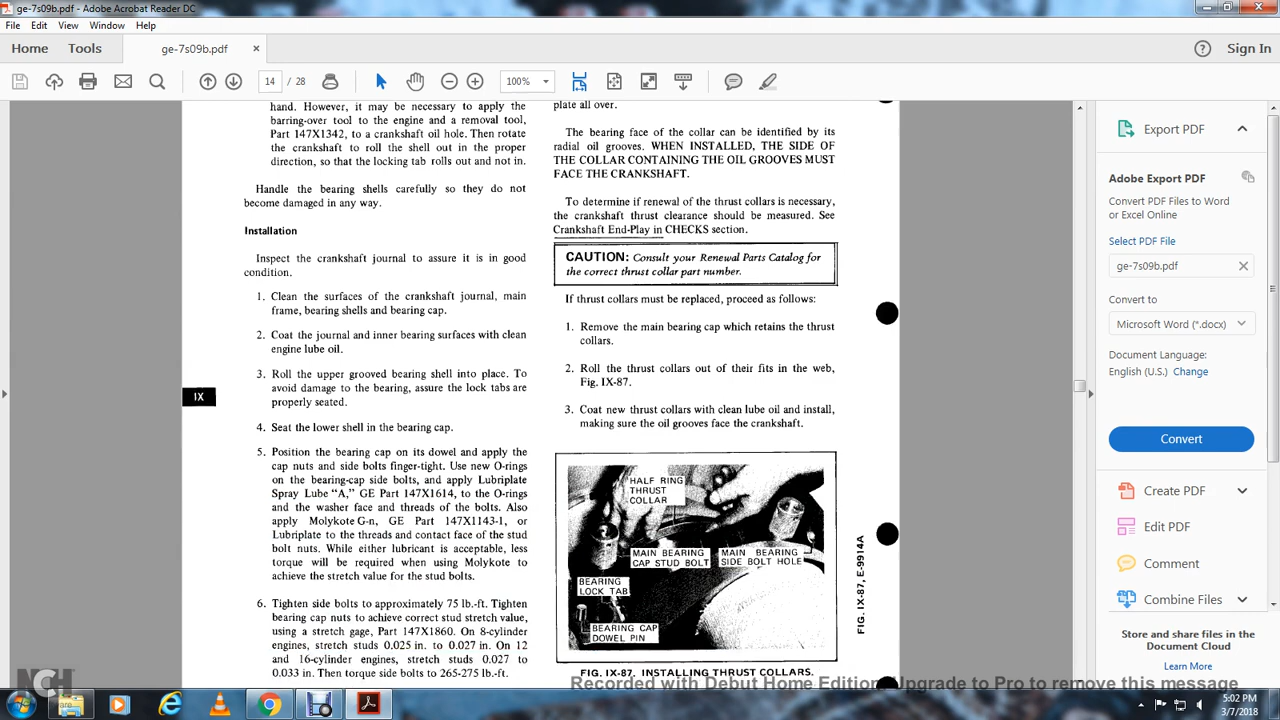 ge-7s09b.pdf - Adobe Acrobat Reader DC
File Edit View Window Help
Home Tools ge-7s09b.pdf × Sign In
14 / 28 100%
hand. However, it may be necessary to apply the
barring-over tool to the engine and a removal tool,
Part 147X1342, to a crankshaft oil hole. Then rotate
the crankshaft to roll the shell out in the proper
direction, so that the locking tab rolls out and not in.
Handle the bearing shells carefully so they do not
become damaged in any way.
Installation
Inspect the crankshaft journal to assure it is in good
condition.
1. Clean the surfaces of the crankshaft journal, main
frame, bearing shells and bearing cap.
2. Coat the journal and inner bearing surfaces with clean
engine lube oil.
3. Roll the upper grooved bearing shell into place. To
avoid damage to the bearing, assure the lock tabs are
properly seated.
4. Seat the lower shell in the bearing cap.
5. Position the bearing cap on its dowel and apply the
cap nuts and side bolts finger-tight. Use new O-rings
on the bearing-cap side bolts, and apply Lubriplate
Spray Lube "A," GE Part 147X1614, to the O-rings
and the washer face and threads of the bolts. Also
apply Molykote G-n, GE Part 147X1143-1, or
Lubriplate to the threads and contact face of the stud
bolt nuts. While either lubricant is acceptable, less
torque will be required when using Molykote to
achieve the stretch value for the stud bolts.
6. Tighten side bolts to approximately 75 lb.-ft. Tighten
bearing cap nuts to achieve correct stud stretch value,
using a stretch gage, Part 147X1860. On 8-cylinder
engines, stretch studs 0.025 in. to 0.027 in. On 12
and 16-cylinder engines, stretch studs 0.027 to
0.033 in. Then torque side bolts to 265-275 lb.-ft.
IX
plate all over.
The bearing face of the collar can be identified by its
radial oil grooves. WHEN INSTALLED, THE SIDE OF
THE COLLAR CONTAINING THE OIL GROOVES MUST
FACE THE CRANKSHAFT.
To determine if renewal of the thrust collars is necessary,
the crankshaft thrust clearance should be measured. See
Crankshaft End-Play in CHECKS section.
CAUTION: Consult your Renewal Parts Catalog for
the correct thrust collar part number.
If thrust collars must be replaced, proceed as follows:
1. Remove the main bearing cap which retains the thrust
collars.
2. Roll the thrust collars out of their fits in the web,
Fig. IX-87.
3. Coat new thrust collars with clean lube oil and install,
making sure the oil grooves face the crankshaft.
HALF RING
THRUST
COLLAR
MAIN BEARING
CAP STUD BOLT
MAIN BEARING
SIDE BOLT HOLE
BEARING
LOCK TAB
BEARING CAP
DOWEL PIN
FIG. IX-87, E-9914A
FIG. IX-87. INSTALLING THRUST COLLARS.
Export PDF
Adobe Export PDF
Convert PDF Files to Word
or Excel Online
Select PDF File
ge-7s09b.pdf
Convert to
Microsoft Word (*.docx)
Document Language:
English (U.S.) Change
Convert
Create PDF
Edit PDF
Comment
Combine Files
Store and share files in the
Document Cloud
Learn More
NCH
Recorded with Debut Home Edition. Upgrade to Pro to remove this message
5:02 PM
3/7/2018